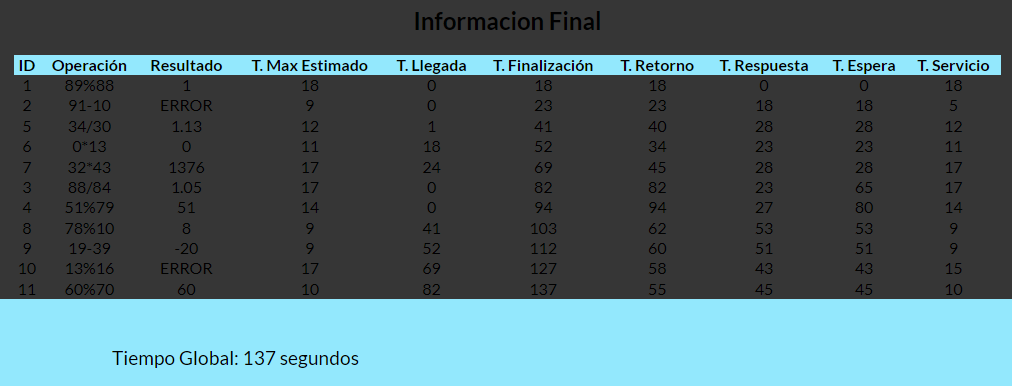 Informacion Final
ID Operación Resultado T. Max Estimado T. Llegada T. Finalización T. Retorno T. Respuesta T. Espera T. Servicio
1 89%88 1 18 0 18 18 0 0 18
2 91-10 ERROR 9 0 23 23 18 18 5
5 34/30 1.13 12 1 41 40 28 28 12
6 0*13 0 11 18 52 34 23 23 11
7 32*43 1376 17 24 69 45 28 28 17
3 88/84 1.05 17 0 82 82 23 65 17
4 51%79 51 14 0 94 94 27 80 14
8 78%10 8 9 41 103 62 53 53 9
9 19-39 -20 9 52 112 60 51 51 9
10 13%16 ERROR 17 69 127 58 43 43 15
11 60%70 60 10 82 137 55 45 45 10
Tiempo Global: 137 segundos